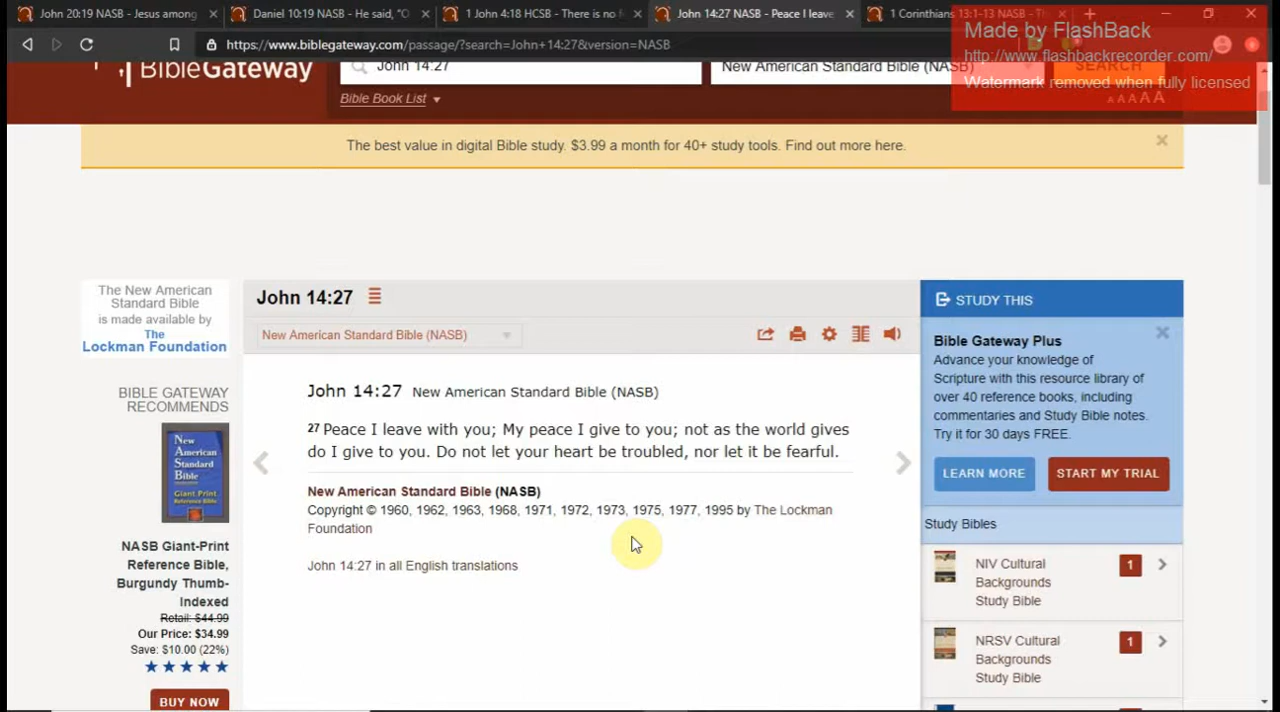 John 20:19 NASB - Jesus among
Daniel 10:19 NASB - He said, "O
1 John 4:18 HCSB - There is no f
John 14:27 NASB - Peace I leave
1 Corinthians 13:1-13 NASB - Th
Made by FlashBack
https://www.biblegateway.com/passage/?search=John+14:27&version=NASB
http://www.flashbackrecorder.com/
BibleGateway
John 14:27
New American Standard Bible (NASB)
SEARCH
Watermark removed when fully licensed
Bible Book List
AAAA
The best value in digital Bible study. $3.99 a month for 40+ study tools. Find out more here.
The New American
Standard Bible
is made available by
The
Lockman Foundation
BIBLE GATEWAY
RECOMMENDS
New
American
Standard
Bible
Giant Print
Reference Bible
NASB Giant-Print
Reference Bible,
Burgundy Thumb-
Indexed
Retail: $44.99
Our Price: $34.99
Save: $10.00 (22%)
BUY NOW
John 14:27
New American Standard Bible (NASB)
John 14:27 New American Standard Bible (NASB)
27 Peace I leave with you; My peace I give to you; not as the world gives
do I give to you. Do not let your heart be troubled, nor let it be fearful.
New American Standard Bible (NASB)
Copyright © 1960, 1962, 1963, 1968, 1971, 1972, 1973, 1975, 1977, 1995 by The Lockman
Foundation
John 14:27 in all English translations
STUDY THIS
Bible Gateway Plus
Advance your knowledge of
Scripture with this resource library of
over 40 reference books, including
commentaries and Study Bible notes.
Try it for 30 days FREE.
LEARN MORE
START MY TRIAL
Study Bibles
NIV Cultural
Backgrounds
Study Bible
1
NRSV Cultural
Backgrounds
Study Bible
1